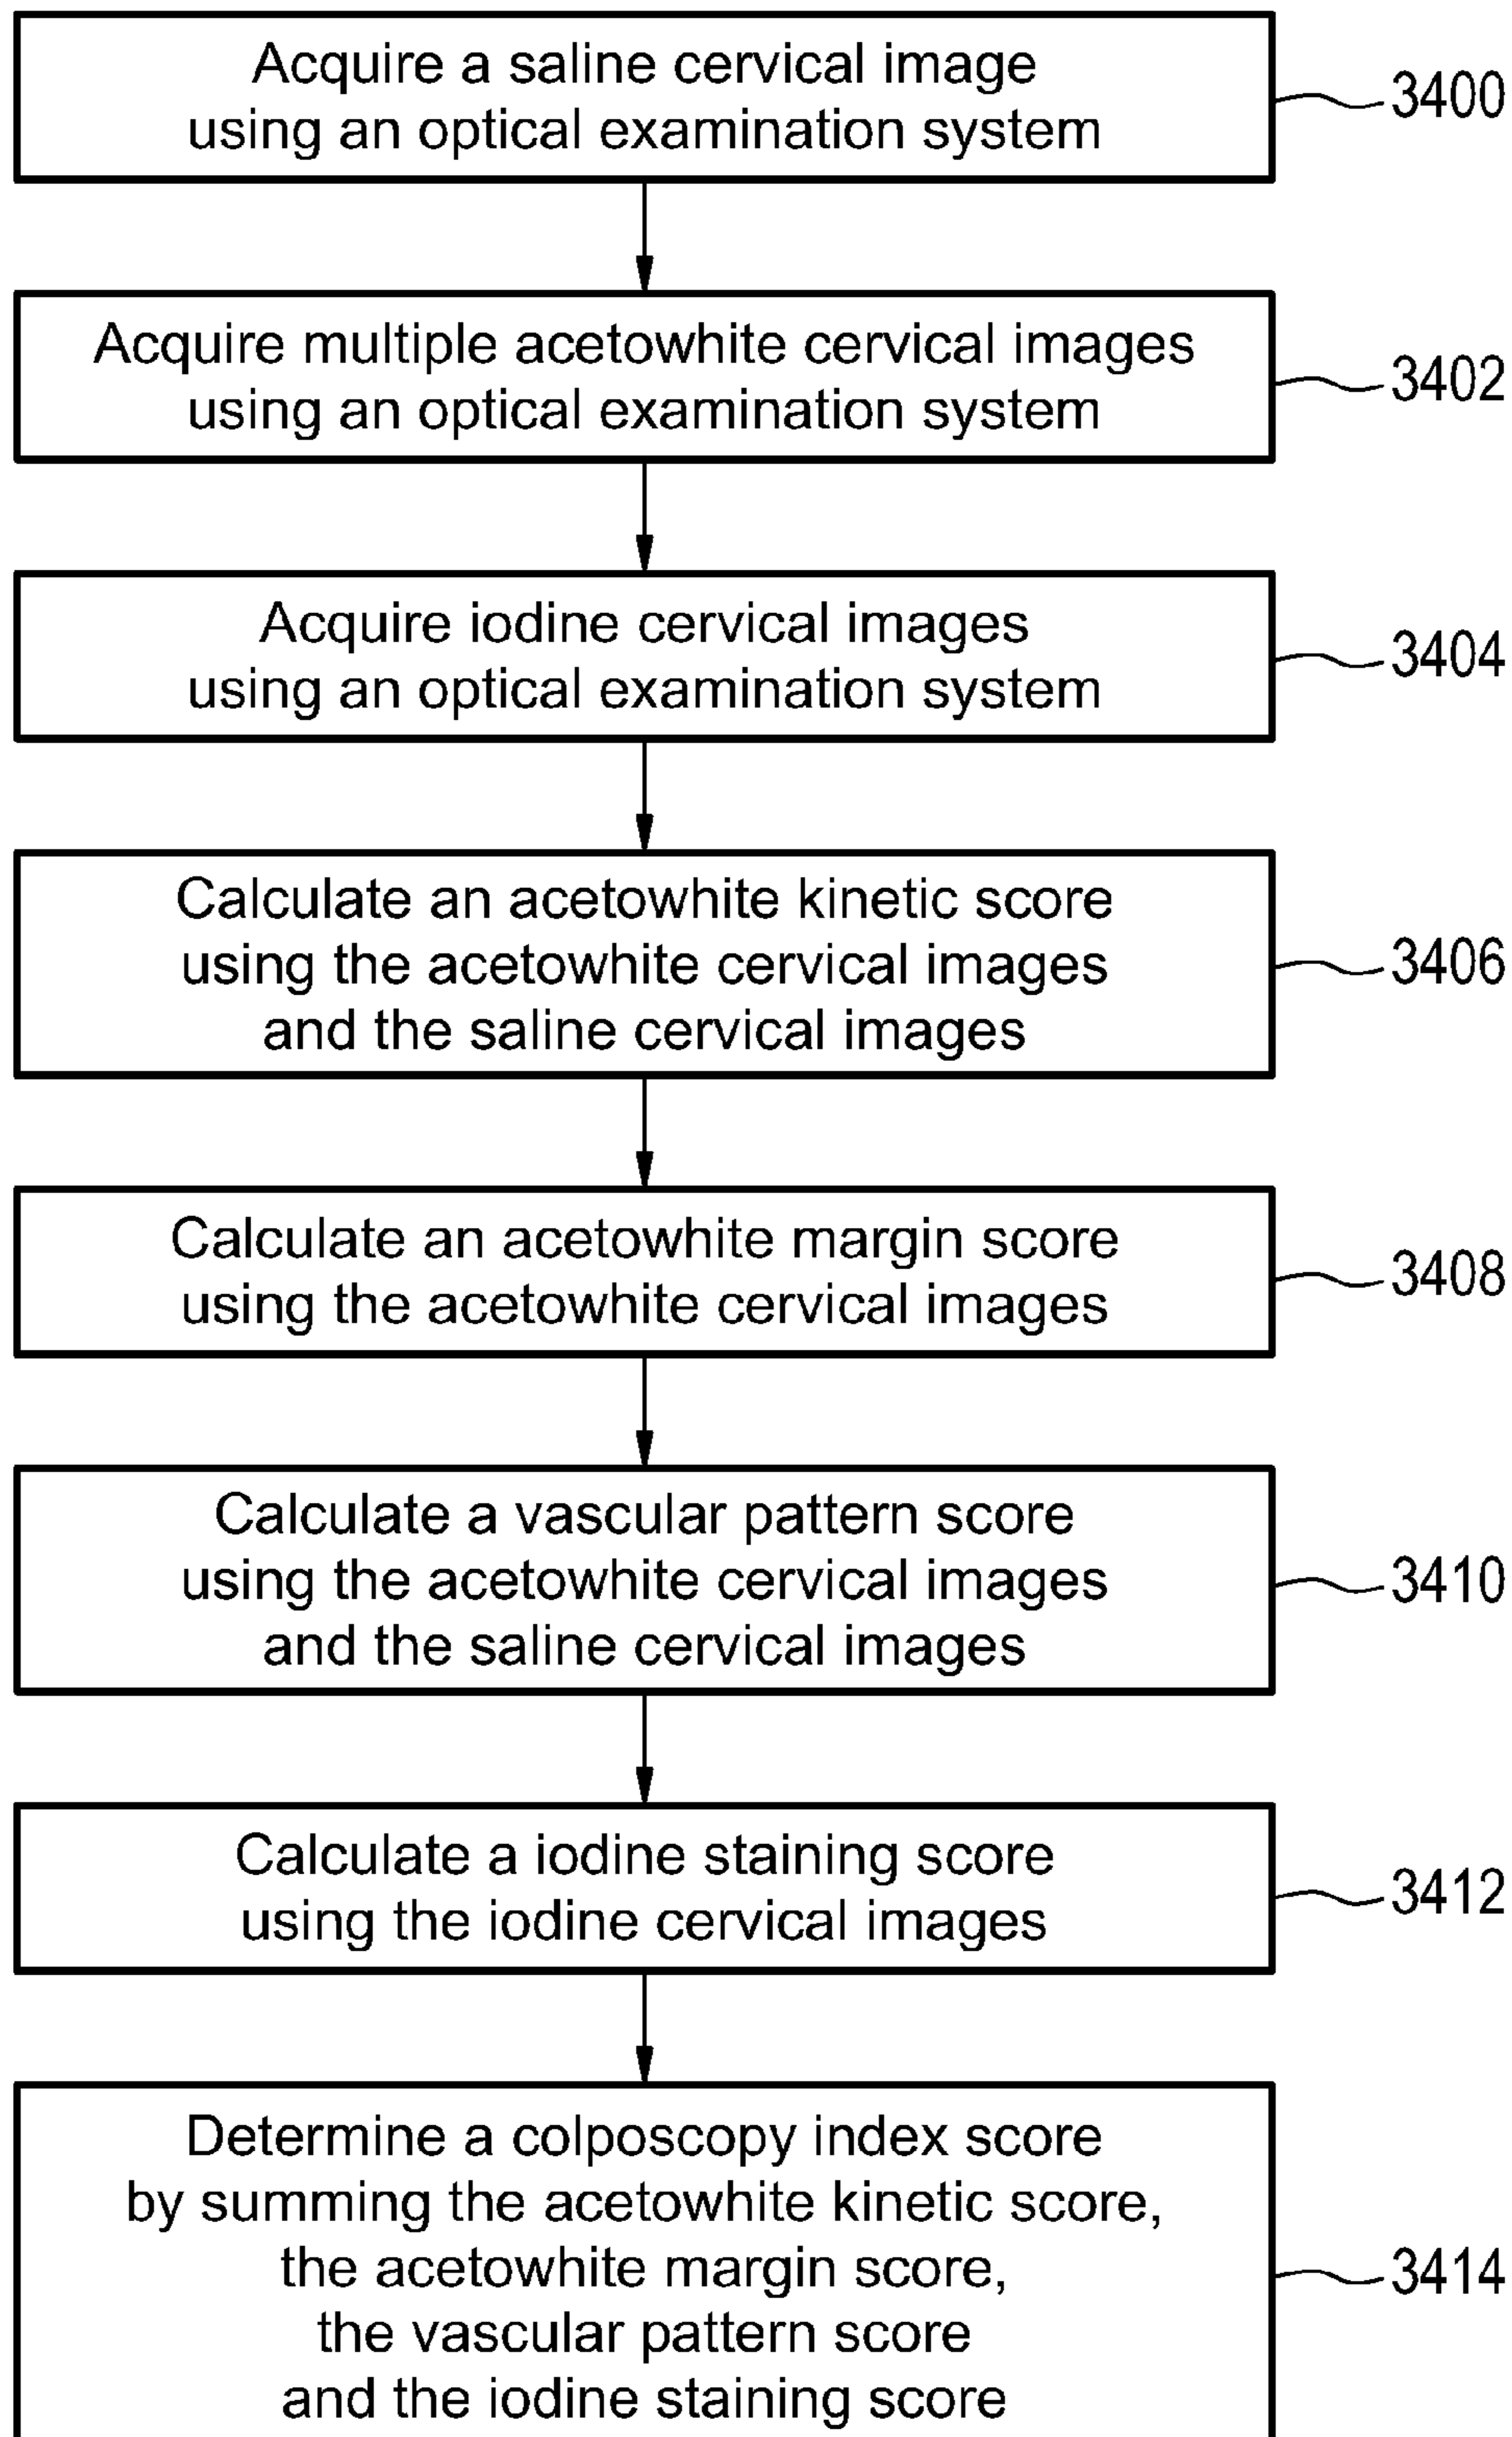 Acquire a saline cervical image
using an optical examination system
3400
Acquire multiple acetowhite cervical images
using an optical examination system
3402
Acquire iodine cervical images
using an optical examination system
3404
Calculate an acetowhite kinetic score
using the acetowhite cervical images
and the saline cervical images
3406
Calculate an acetowhite margin score
using the acetowhite cervical images
3408
Calculate a vascular pattern score
using the acetowhite cervical images
and the saline cervical images
3410
Calculate a iodine staining score
using the iodine cervical images
3412
Determine a colposcopy index score
by summing the acetowhite kinetic score,
the acetowhite margin score,
the vascular pattern score
and the iodine staining score
3414